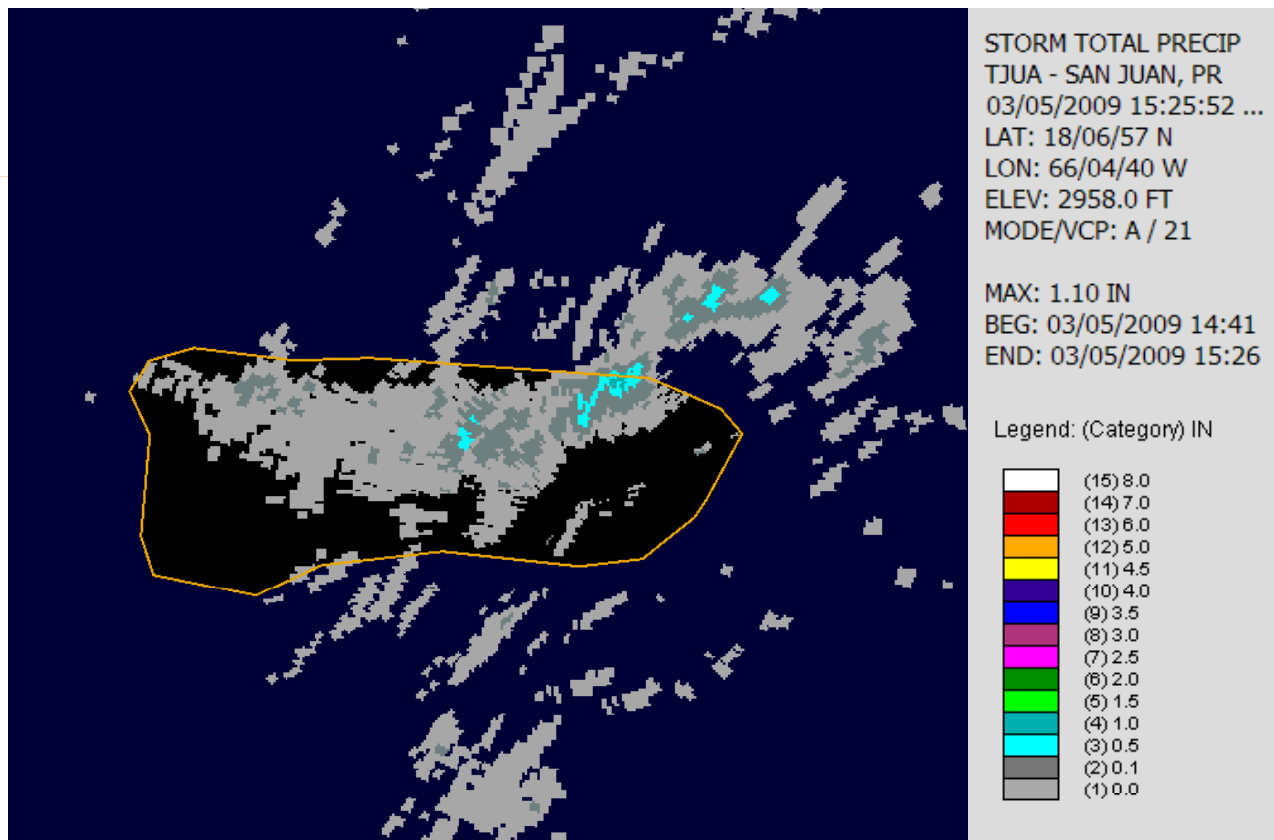 STORM TOTAL PRECIP
TJUA - SAN JUAN, PR
03/05/2009 15:25:52 ...
LAT: 18/06/57 N
LON: 66/04/40 W
ELEV: 2958.0 FT
MODE/VCP: A / 21
MAX: 1.10 IN
BEG: 03/05/2009 14:41
END: 03/05/2009 15:26
Legend: (Category) IN
(15) 8.0
(14) 7.0
(13) 6.0
(12) 5.0
(11) 4.5
(10) 4.0
(9) 3.5
(8) 3.0
(7) 2.5
(6) 2.0
(5) 1.5
(4) 1.0
(3) 0.5
(2) 0.1
(1) 0.0